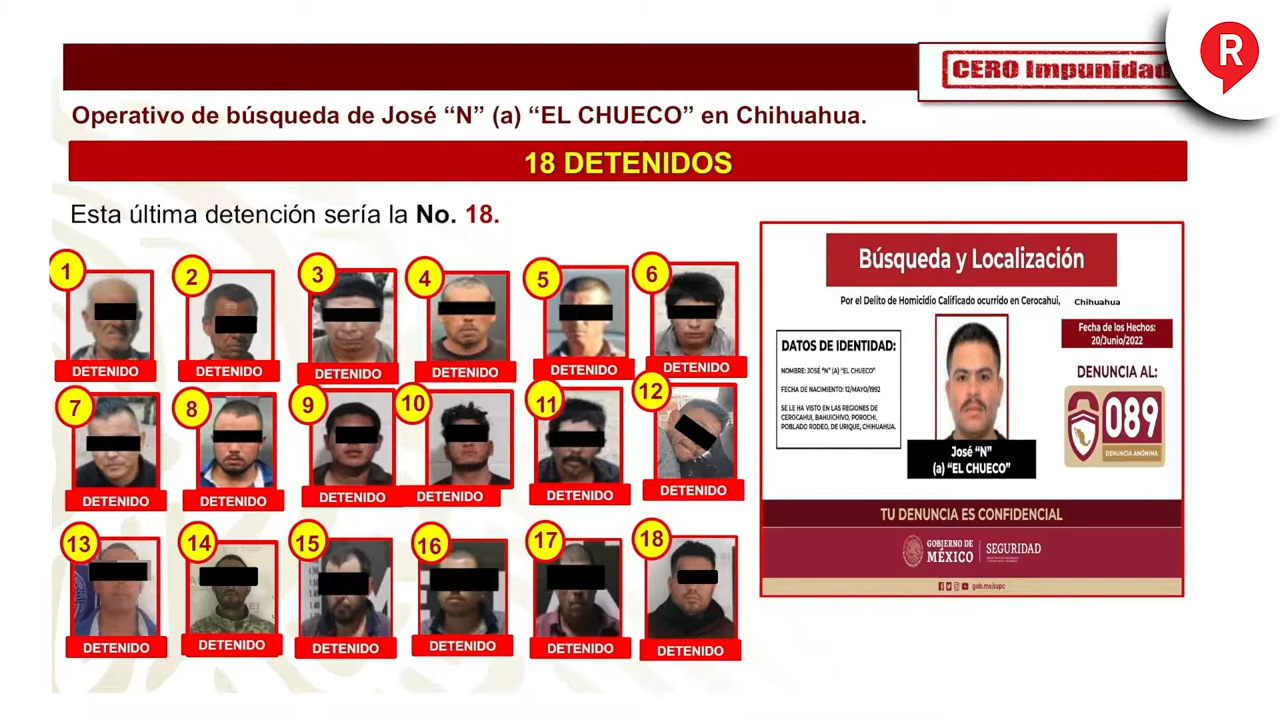 CERO Impunidad
R
Operativo de búsqueda de José “N” (a) “EL CHUECO” en Chihuahua.
18 DETENIDOS
Esta última detención sería la No. 18.
1
2
3
4
5
6
DETENIDO
DETENIDO
DETENIDO
DETENIDO
DETENIDO
DETENIDO
7
8
9
10
11
12
DETENIDO
DETENIDO
DETENIDO
DETENIDO
DETENIDO
DETENIDO
13
14
15
16
17
18
DETENIDO
DETENIDO
DETENIDO
DETENIDO
DETENIDO
DETENIDO
Búsqueda y Localización
Por el Delito de Homicidio Calificado ocurrido en Cerocahui, Chihuahua
DATOS DE IDENTIDAD:
NOMBRE: JOSÉ “N” (A) “EL CHUECO”
FECHA DE NACIMIENTO: 12/MAYO/1992
SE LE HA VISTO EN LAS REGIONES DE
CEROCAHUI, BAHUICHIVO, POROCHI,
POBLADO RODEO, DE URIQUE, CHIHUAHUA.
José “N”
(a) “EL CHUECO”
Fecha de los Hechos:
20/Junio/2022
DENUNCIA AL:
089
DENUNCIA ANÓNIMA
TU DENUNCIA ES CONFIDENCIAL
GOBIERNO DE
MÉXICO
SEGURIDAD
gob.mx/sspc